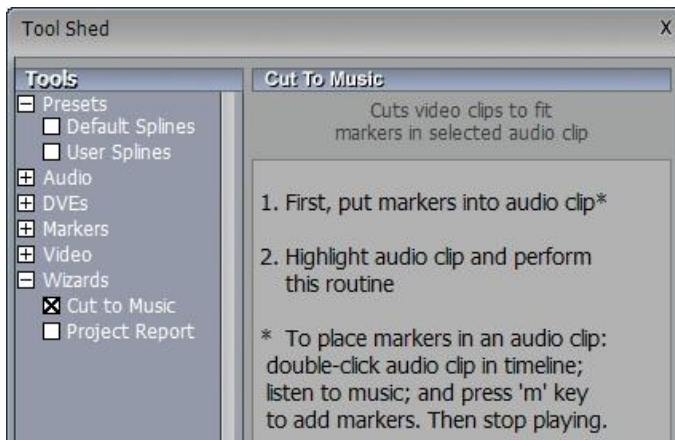 Tool Shed
X
Tools
Presets
Default Splines
User Splines
Audio
DVEs
Markers
Video
Wizards
Cut to Music
Project Report
Cut To Music
Cuts video clips to fit
markers in selected audio clip
1. First, put markers into audio clip*
2. Highlight audio clip and perform
this routine
* To place markers in an audio clip:
double-click audio clip in timeline;
listen to music; and press 'm' key
to add markers. Then stop playing.